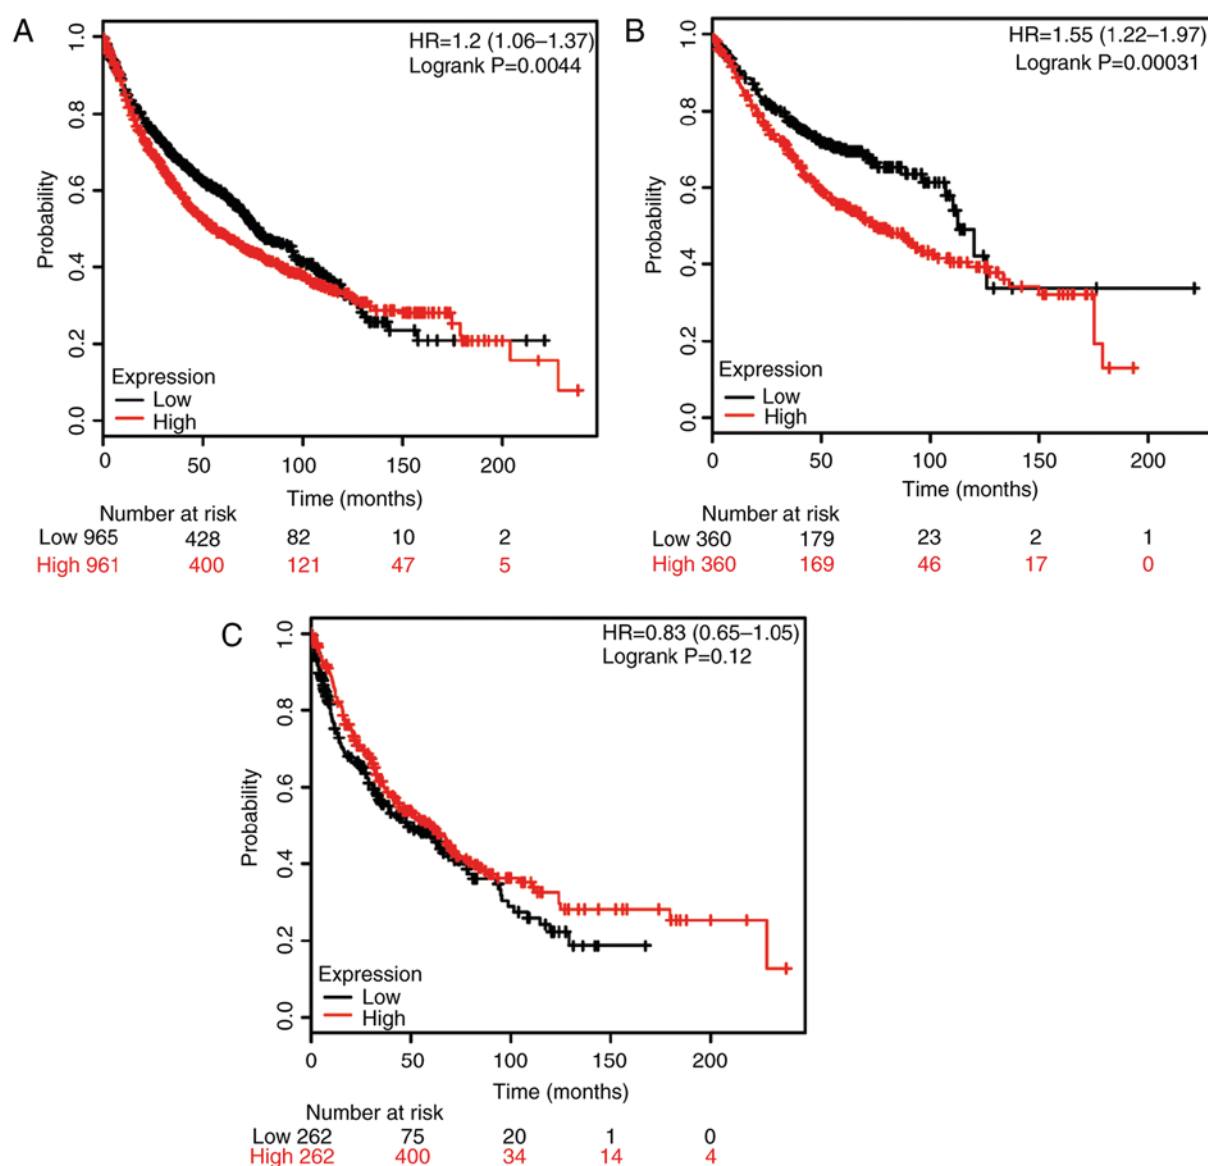 A
HR=1.2 (1.06–1.37)
Logrank P=0.0044
Probability
1.0
0.8
0.6
0.4
0.2
0.0
Expression
Low
High
0 50 100 150 200
Time (months)
Number at risk
Low 965 428 82 10 2
High 961 400 121 47 5
B
HR=1.55 (1.22–1.97)
Logrank P=0.00031
Probability
1.0
0.8
0.6
0.4
0.2
0.0
Expression
Low
High
0 50 100 150 200
Time (months)
Number at risk
Low 360 179 23 2 1
High 360 169 46 17 0
C
HR=0.83 (0.65–1.05)
Logrank P=0.12
Probability
1.0
0.8
0.6
0.4
0.2
0.0
Expression
Low
High
0 50 100 150 200
Time (months)
Number at risk
Low 262 75 20 1 0
High 262 400 34 14 4